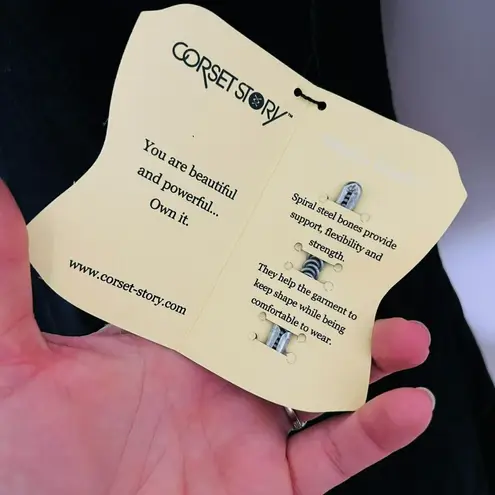 CORSET STORY™
You are beautiful
and powerful...
Own it.
www.corset-story.com
Spiral steel bones provide
support, flexibility and
strength.
They help the garment to
keep shape while being
comfortable to wear.